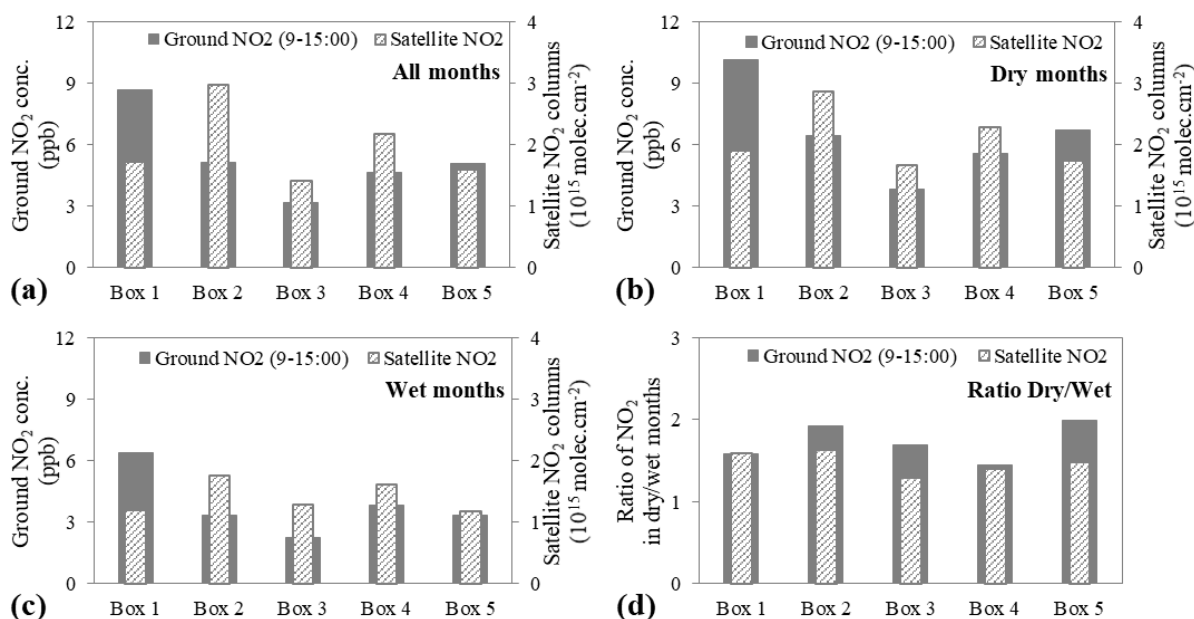 12
9
6
3
0
Ground NO2 conc.
(ppb)
Ground NO2 (9-15:00) Satellite NO2
All months
4
3
2
1
0
Satellite NO2 columns
(10^15 molec.cm^-2)
(a) Box 1 Box 2 Box 3 Box 4 Box 5
12
9
6
3
0
Ground NO2 conc.
(ppb)
Ground NO2 (9-15:00) Satellite NO2
Dry months
4
3
2
1
0
Satellite NO2 columns
(10^15 molec.cm^-2)
(b) Box 1 Box 2 Box 3 Box 4 Box 5
12
9
6
3
0
Ground NO2 conc.
(ppb)
Ground NO2 (9-15:00) Satellite NO2
Wet months
4
3
2
1
0
Satellite NO2 columns
(10^15 molec.cm^-2)
(c) Box 1 Box 2 Box 3 Box 4 Box 5
3
2
1
0
Ratio of NO2
in dry/wet months
Ground NO2 (9-15:00) Satellite NO2
Ratio Dry/Wet
(d) Box 1 Box 2 Box 3 Box 4 Box 5